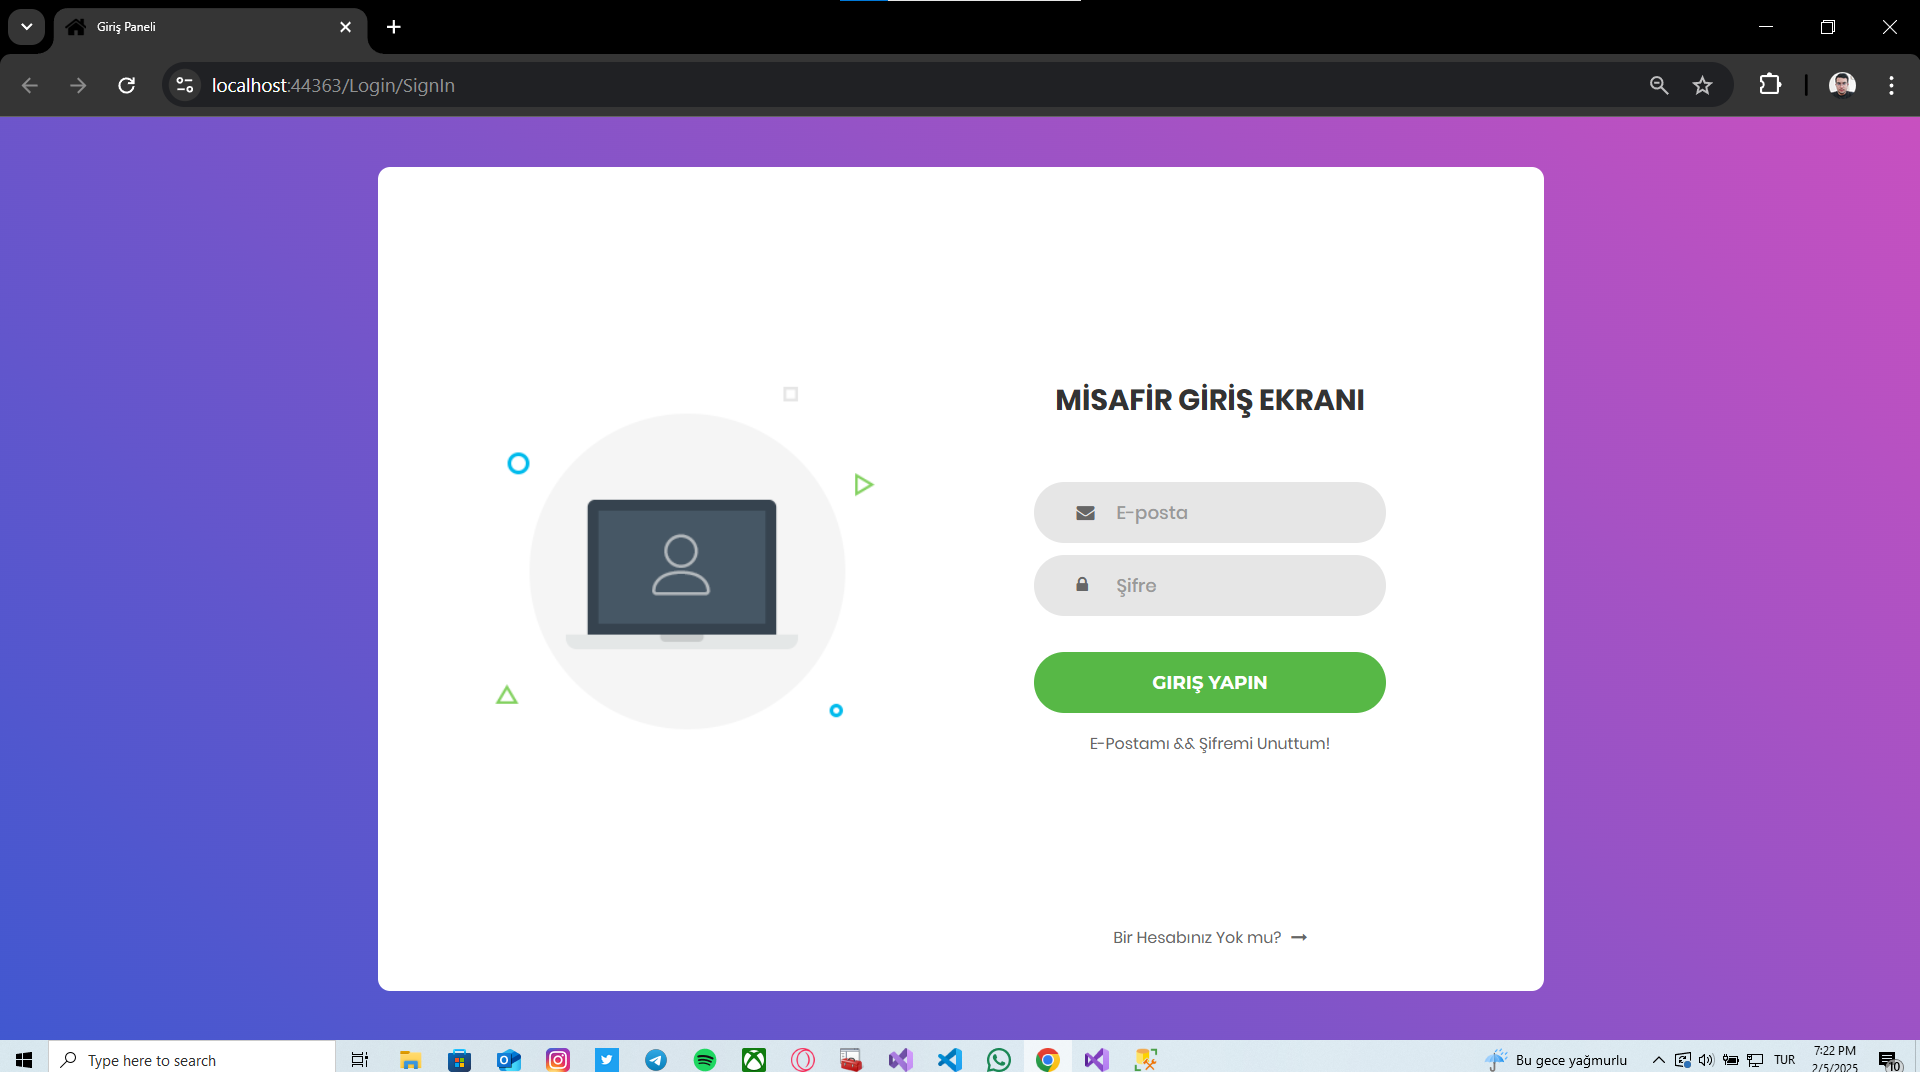 Giriş Paneli
localhost:44363/Login/SignIn
MİSAFİR GİRİŞ EKRANI
E-posta
Şifre
GIRIŞ YAPIN
E-Postamı && Şifremi Unuttum!
Bir Hesabınız Yok mu?
Type here to search
Bu gece yağmurlu
TUR
7:22 PM
2/5/2025
10